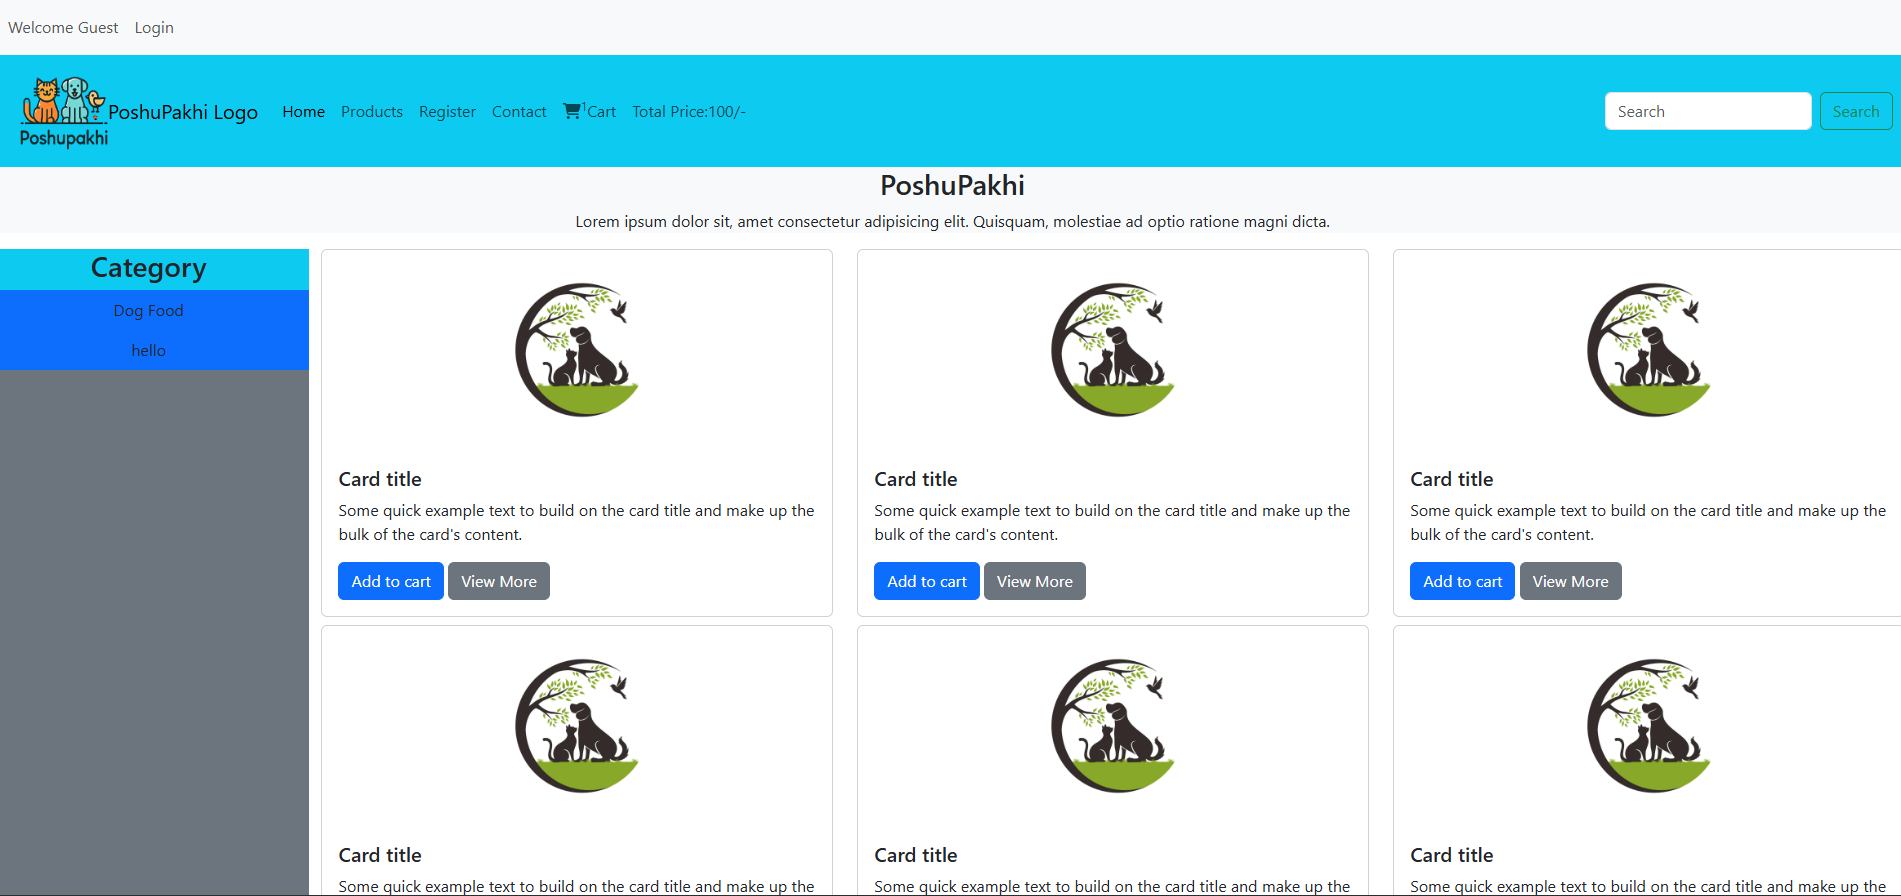 Welcome Guest Login
Poshupakhi
PoshuPakhi Logo Home Products Register Contact 1Cart Total Price:100/- Search Search
PoshuPakhi
Lorem ipsum dolor sit, amet consectetur adipisicing elit. Quisquam, molestiae ad optio ratione magni dicta.
Category
Dog Food
hello
Card title
Some quick example text to build on the card title and make up the
bulk of the card's content.
Add to cart View More
Card title
Some quick example text to build on the card title and make up the
bulk of the card's content.
Add to cart View More
Card title
Some quick example text to build on the card title and make up the
bulk of the card's content.
Add to cart View More
Card title
Some quick example text to build on the card title and make up the
Card title
Some quick example text to build on the card title and make up the
Card title
Some quick example text to build on the card title and make up the